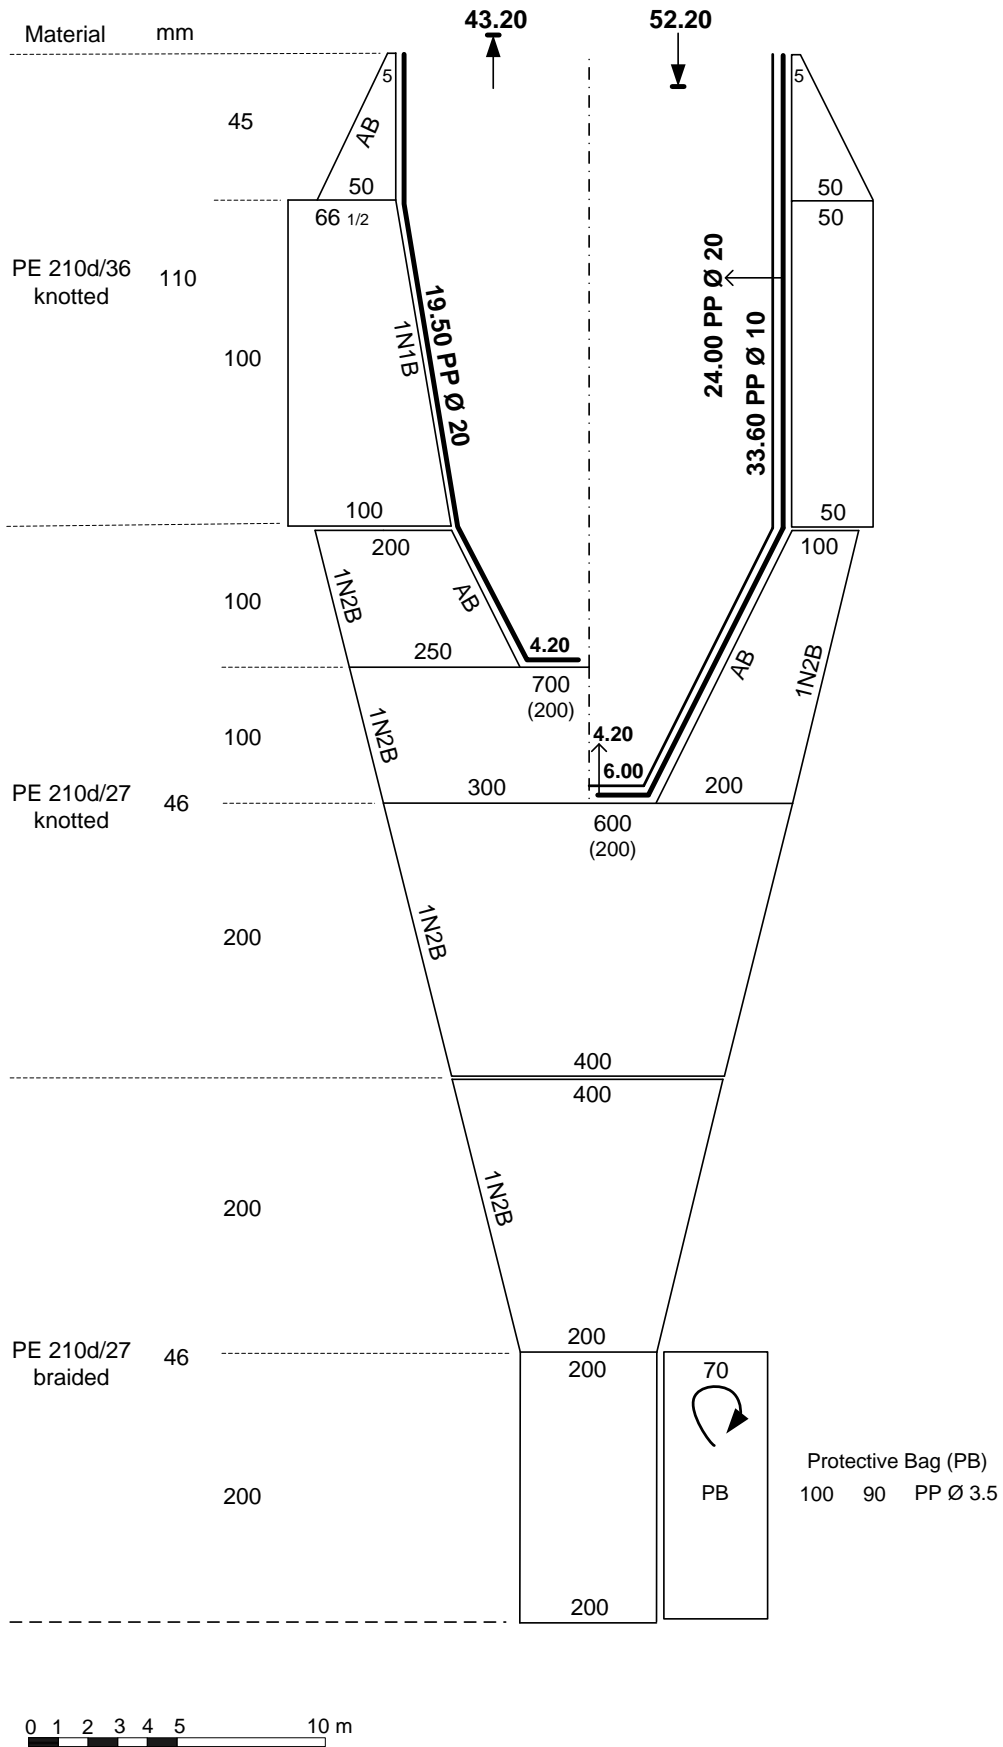 43.20 52.20
Material mm
5 5
45 AB
50 50
66 1/2 50
PE 210d/36
knotted
110
24.00 PP Ø 20
19.50 PP Ø 20
1N1B
33.60 PP Ø 10
100
100 50
200 100
1N2B AB
100
4.20
250
AB 1N2B
700
(200)
1N2B
100
4.20
6.00
300 200
PE 210d/27
knotted
46
600
(200)
1N2B
200
400
400
1N2B
200
200
PE 210d/27
braided
46
200 70
Protective Bag (PB)
200 PB 100 90 PP Ø 3.5
200
0 1 2 3 4 5 10 m